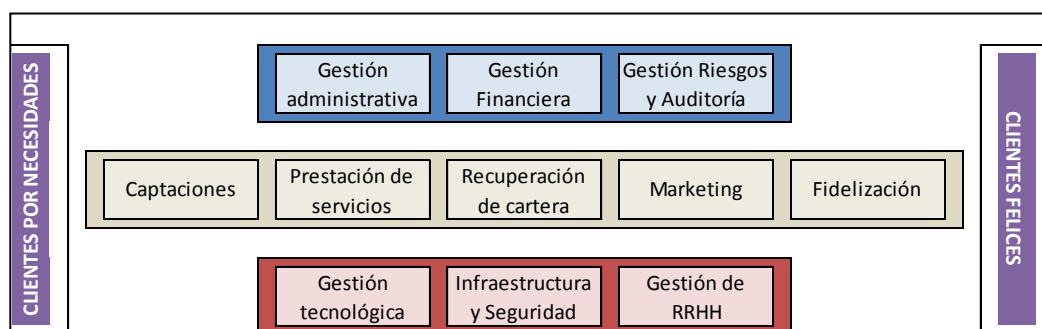 CLIENTES POR NECESIDADES
Gestión
administrativa
Gestión
Financiera
Gestión Riesgos
y Auditoría
Captaciones
Prestación de
servicios
Recuperación
de cartera
Marketing
Fidelización
Gestión
tecnológica
Infraestructura
y Seguridad
Gestión de
RRHH
CLIENTES FELICES